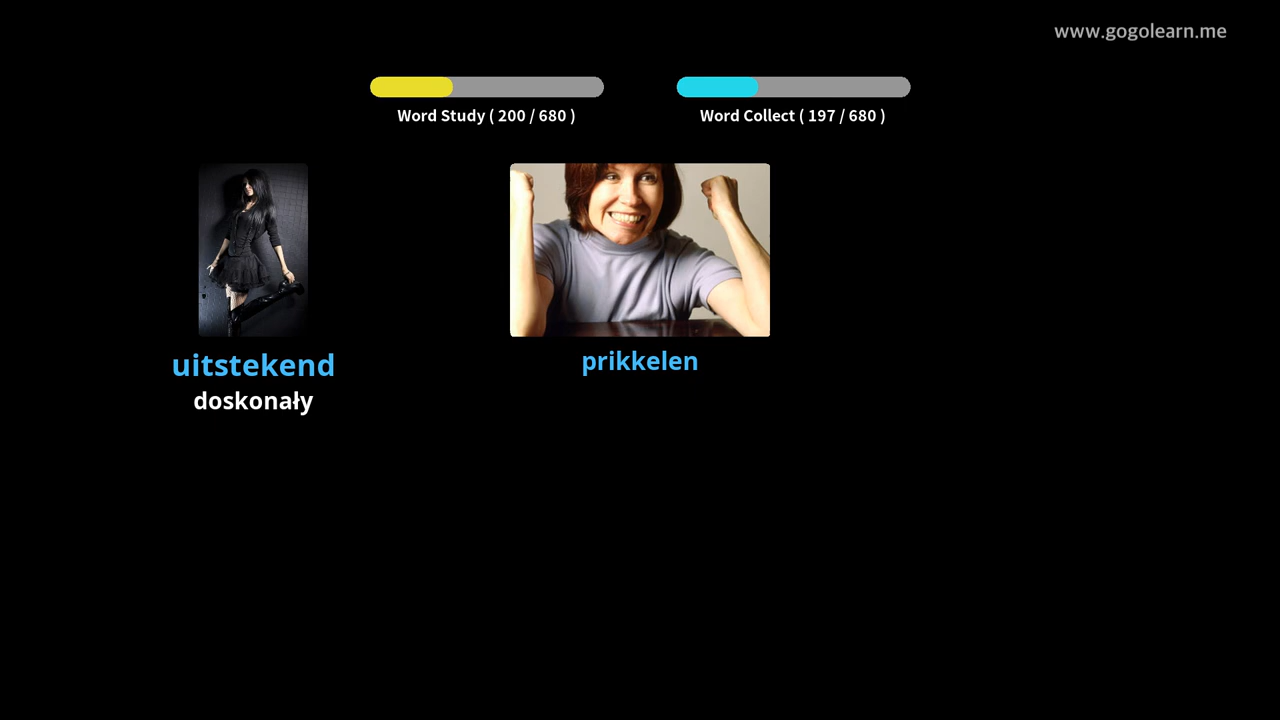 www.gogolearn.me
Word Study ( 200 / 680 )
Word Collect ( 197 / 680 )
uitstekend
doskonały
prikkelen